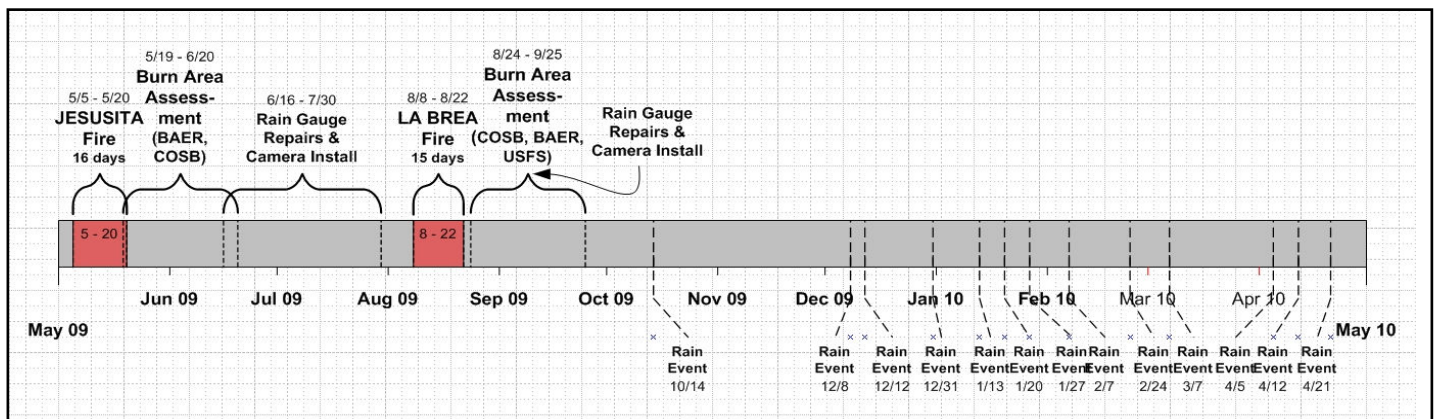 5/5 - 5/20
JESUSITA
Fire
16 days
5/19 - 6/20
Burn Area
Assess-
ment
(BAER,
COSB)
6/16 - 7/30
Rain Gauge
Repairs &
Camera Install
8/8 - 8/22
LA BREA
Fire
15 days
8/24 - 9/25
Burn Area
Assess-
ment
(COSB, BAER,
USFS)
Rain Gauge
Repairs &
Camera Install
5 - 20
8 - 22
Jun 09
Jul 09
Aug 09
Sep 09
Oct 09
Nov 09
Dec 09
Jan 10
Feb 10
Mar 10
Apr 10
May 09
May 10
Rain
Event
10/14
Rain
Event
12/8
Rain
Event
12/12
Rain
Event
12/31
Rain
Event
1/13
Rain
Event
1/20
Rain
Event
1/27
Rain
Event
2/7
Rain
Event
2/24
Rain
Event
3/7
Rain
Event
4/5
Rain
Event
4/12
Rain
Event
4/21